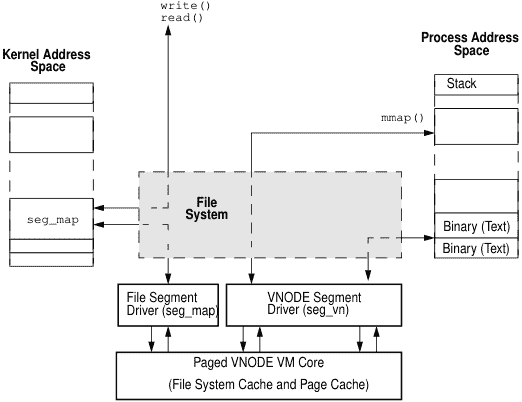 write()
read()
Kernel Address
Space
Process Address
Space
Stack
mmap()
File
System
seg_map
Binary (Text)
Binary (Text)
File Segment
Driver (seg_map)
VNODE Segment
Driver (seg_vn)
Paged VNODE VM Core
(File System Cache and Page Cache)